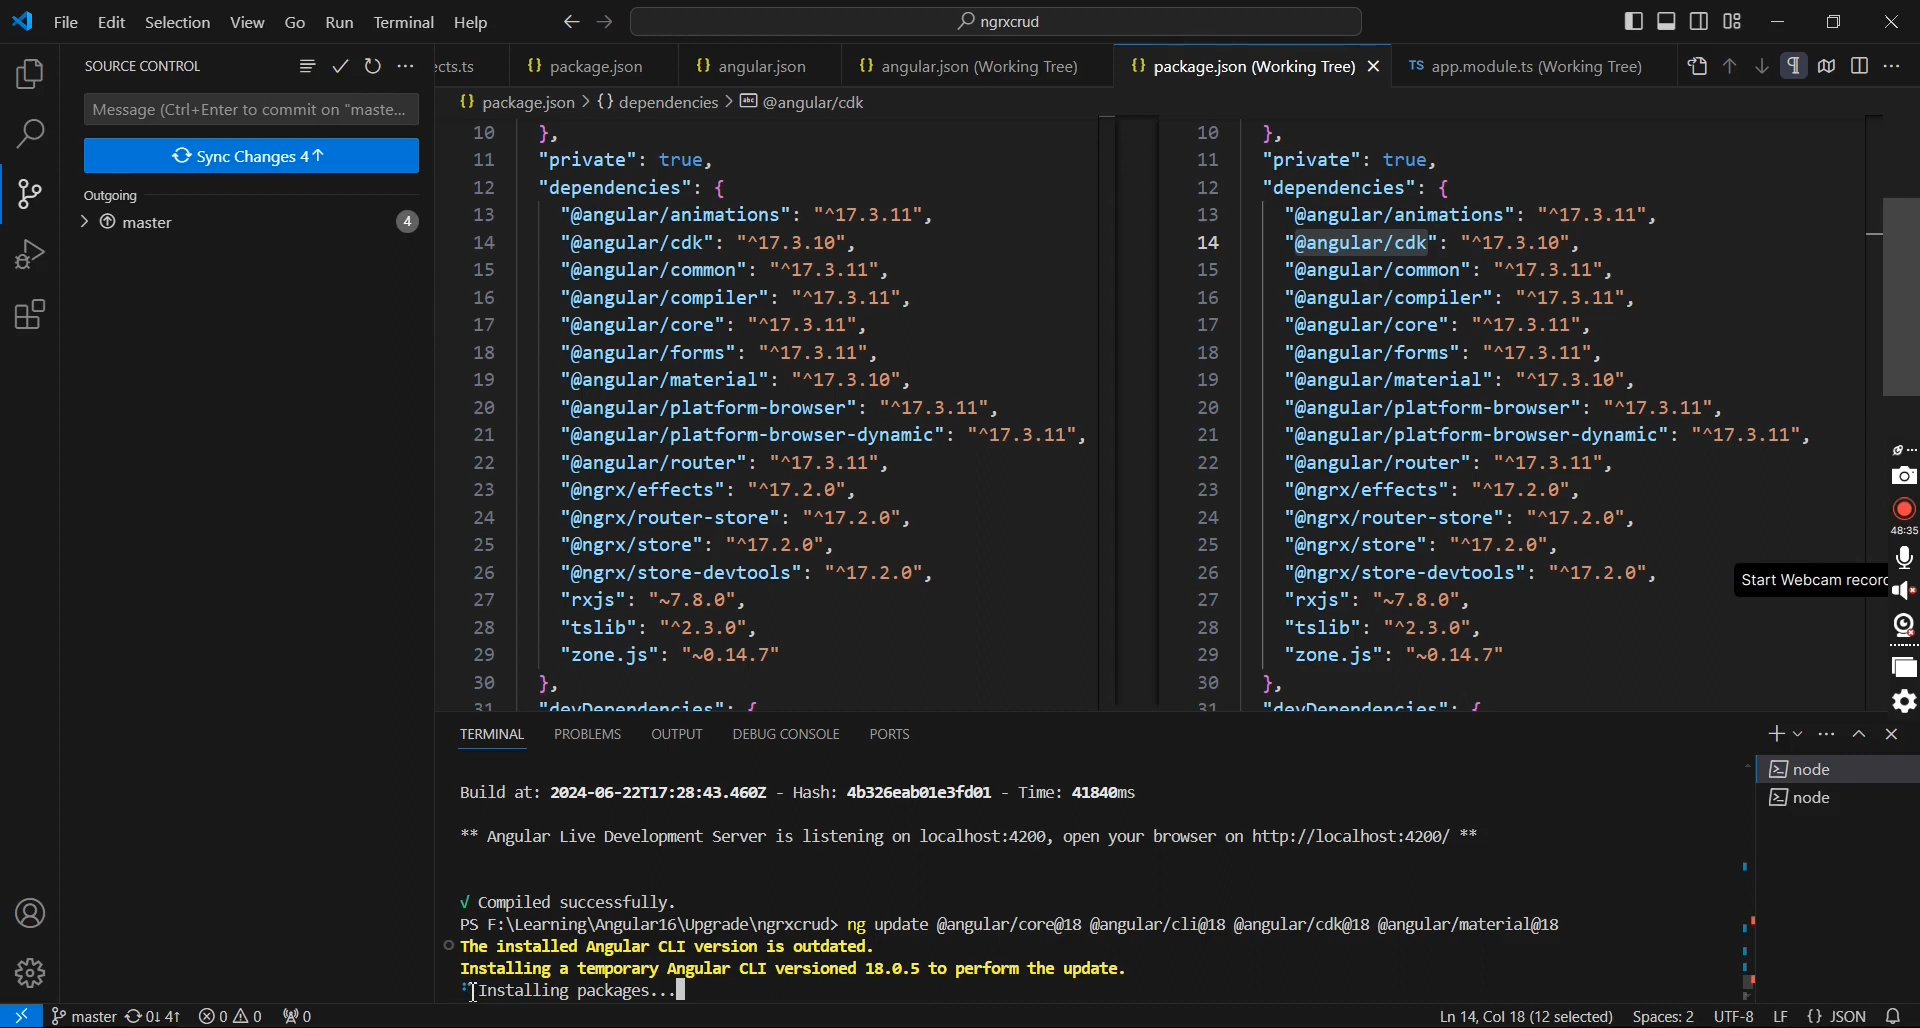 File Edit Selection View Go Run Terminal Help ngrxcrud
SOURCE CONTROL
Message (Ctrl+Enter to commit on "maste...
Sync Changes 4↑
Outgoing
master 4
cts.ts package.json angular.json angular.json (Working Tree) package.json (Working Tree) TS app.module.ts (Working Tree)
package.json > {} dependencies > @angular/cdk
10 },
11 "private": true,
12 "dependencies": {
13 "@angular/animations": "^17.3.11",
14 "@angular/cdk": "^17.3.10",
15 "@angular/common": "^17.3.11",
16 "@angular/compiler": "^17.3.11",
17 "@angular/core": "^17.3.11",
18 "@angular/forms": "^17.3.11",
19 "@angular/material": "^17.3.10",
20 "@angular/platform-browser": "^17.3.11",
21 "@angular/platform-browser-dynamic": "^17.3.11",
22 "@angular/router": "^17.3.11",
23 "@ngrx/effects": "^17.2.0",
24 "@ngrx/router-store": "^17.2.0",
25 "@ngrx/store": "^17.2.0",
26 "@ngrx/store-devtools": "^17.2.0",
27 "rxjs": "~7.8.0",
28 "tslib": "^2.3.0",
29 "zone.js": "~0.14.7"
30 },
31 "devDependencies": {
10 },
11 "private": true,
12 "dependencies": {
13 "@angular/animations": "^17.3.11",
14 "@angular/cdk": "^17.3.10",
15 "@angular/common": "^17.3.11",
16 "@angular/compiler": "^17.3.11",
17 "@angular/core": "^17.3.11",
18 "@angular/forms": "^17.3.11",
19 "@angular/material": "^17.3.10",
20 "@angular/platform-browser": "^17.3.11",
21 "@angular/platform-browser-dynamic": "^17.3.11",
22 "@angular/router": "^17.3.11",
23 "@ngrx/effects": "^17.2.0",
24 "@ngrx/router-store": "^17.2.0",
25 "@ngrx/store": "^17.2.0",
26 "@ngrx/store-devtools": "^17.2.0",
27 "rxjs": "~7.8.0",
28 "tslib": "^2.3.0",
29 "zone.js": "~0.14.7"
30 },
31 "devDependencies": {
48:35
Start Webcam record
TERMINAL PROBLEMS OUTPUT DEBUG CONSOLE PORTS
node
node
Build at: 2024-06-22T17:28:43.460Z - Hash: 4b326eab01e3fd01 - Time: 41840ms
** Angular Live Development Server is listening on localhost:4200, open your browser on http://localhost:4200/ **
√ Compiled successfully.
PS F:\Learning\Angular16\Upgrade\ngrxcrud> ng update @angular/core@18 @angular/cli@18 @angular/cdk@18 @angular/material@18
The installed Angular CLI version is outdated.
Installing a temporary Angular CLI versioned 18.0.5 to perform the update.
Installing packages...
master 0↓ 4↑ 0 0 0 Ln 14, Col 18 (12 selected) Spaces: 2 UTF-8 LF {} JSON